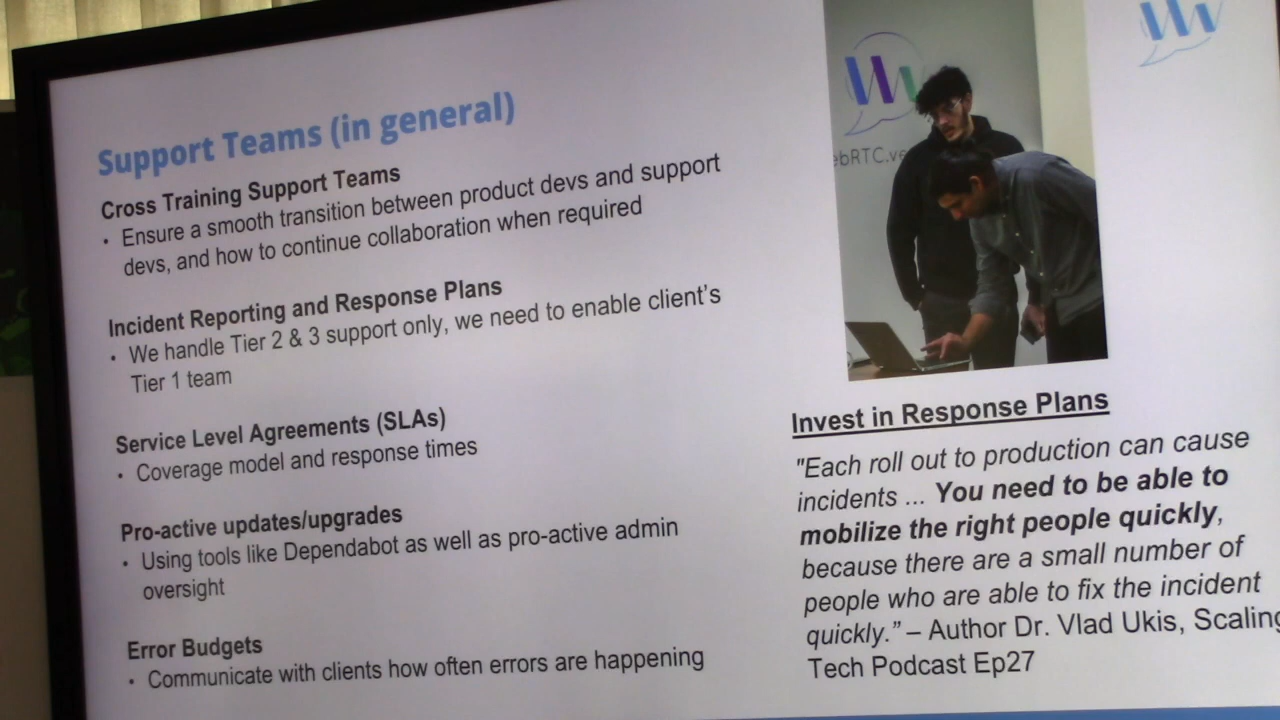 Support Teams (in general)
Cross Training Support Teams
• Ensure a smooth transition between product devs and support
devs, and how to continue collaboration when required
Incident Reporting and Response Plans
• We handle Tier 2 & 3 support only, we need to enable client's
Tier 1 team
Service Level Agreements (SLAs)
• Coverage model and response times
Pro-active updates/upgrades
• Using tools like Dependabot as well as pro-active admin
oversight
Error Budgets
• Communicate with clients how often errors are happening
ebRTC.ve
Invest in Response Plans
"Each roll out to production can cause
incidents ... You need to be able to
mobilize the right people quickly,
because there are a small number of
people who are able to fix the incident
quickly.” – Author Dr. Vlad Ukis, Scaling
Tech Podcast Ep27